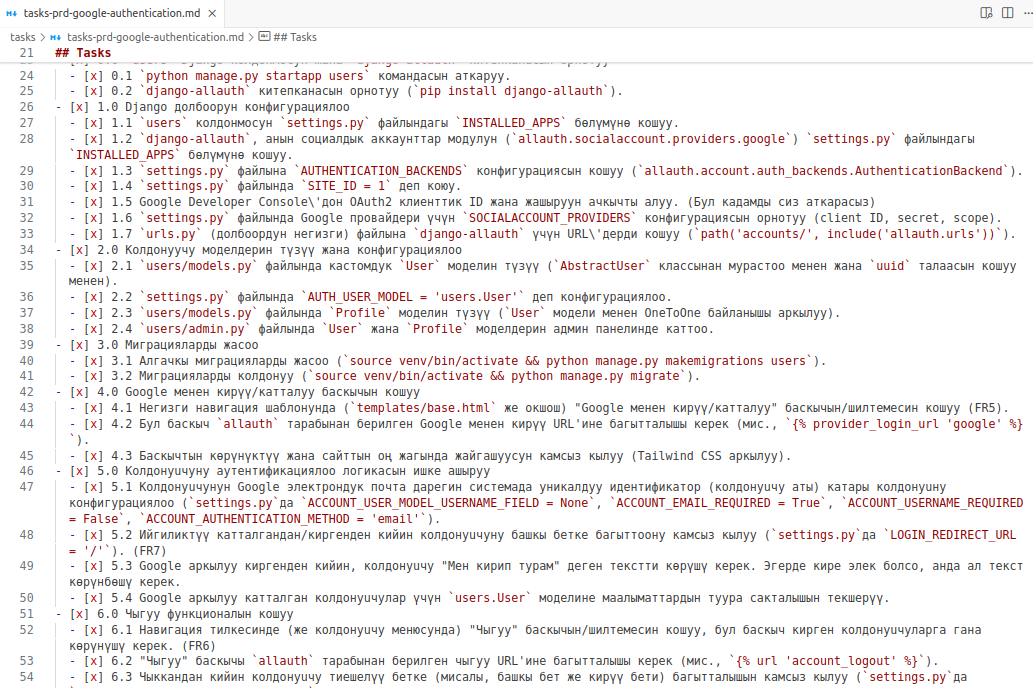 tasks-prd-google-authentication.md
tasks > tasks-prd-google-authentication.md > ## Tasks
21 ## Tasks
24 - [x] 0.1 `python manage.py startapp users` командасын аткаруу.
25 - [x] 0.2 `django-allauth` китепканасын орнотуу (`pip install django-allauth`).
26 - [x] 1.0 Django долбоорун конфигурациялоо
27 - [x] 1.1 `users` колдонмосун `settings.py` файлындагы `INSTALLED_APPS` бөлүмүнө кошуу.
28 - [x] 1.2 `django-allauth`, анын социалдык аккаунттар модулун (`allauth.socialaccount.providers.google`) `settings.py` файлындагы
`INSTALLED_APPS` бөлүмүнө кошуу.
29 - [x] 1.3 `settings.py` файлына `AUTHENTICATION_BACKENDS` конфигурациясын кошуу (`allauth.account.auth_backends.AuthenticationBackend`).
30 - [x] 1.4 `settings.py` файлында `SITE_ID = 1` деп коюу.
31 - [x] 1.5 Google Developer Console\'дон OAuth2 клиенттик ID жана жашыруун ачкычты алуу. (Бул кадамды сиз аткарасыз)
32 - [x] 1.6 `settings.py` файлында Google провайдери үчүн `SOCIALACCOUNT_PROVIDERS` конфигурациясын орнотуу (client ID, secret, scope).
33 - [x] 1.7 `urls.py` (долбоордун негизги) файлына `django-allauth` үчүн URL\'дерди кошуу (`path('accounts/', include('allauth.urls'))`).
34 - [x] 2.0 Колдонуучу моделдерин түзүү жана конфигурациялоо
35 - [x] 2.1 `users/models.py` файлында кастомдук `User` моделин түзүү (`AbstractUser` классынан мурастоо менен жана `uuid` талаасын кошуу
менен).
36 - [x] 2.2 `settings.py` файлында `AUTH_USER_MODEL = 'users.User'` деп конфигурациялоо.
37 - [x] 2.3 `users/models.py` файлында `Profile` моделин түзүү (`User` модели менен OneToOne байланышы аркылуу).
38 - [x] 2.4 `users/admin.py` файлында `User` жана `Profile` моделдерин админ панелинде каттоо.
39 - [x] 3.0 Миграцияларды жасоо
40 - [x] 3.1 Алгачкы миграцияларды жасоо (`source venv/bin/activate && python manage.py makemigrations users`).
41 - [x] 3.2 Миграцияларды колдонуу (`source venv/bin/activate && python manage.py migrate`).
42 - [x] 4.0 Google менен кирүү/катталуу баскычын кошуу
43 - [x] 4.1 Негизги навигация шаблонунда (`templates/base.html` же окшош) "Google менен кирүү/катталуу" баскычын/шилтемесин кошуу (FR5).
44 - [x] 4.2 Бул баскыч `allauth` тарабынан берилген Google менен кирүү URL'ине багытталышы керек (мис., `{% provider_login_url 'google' %}
`).
45 - [x] 4.3 Баскычтын көрүнүктүү жана сайттын оң жагында жайгашуусун камсыз кылуу (Tailwind CSS аркылуу).
46 - [x] 5.0 Колдонуучуну аутентификациялоо логикасын ишке ашыруу
47 - [x] 5.1 Колдонуучунун Google электрондук почта дарегин системада уникалдуу идентификатор (колдонуучу аты) катары колдонууну
конфигурациялоо (`settings.py`да `ACCOUNT_USER_MODEL_USERNAME_FIELD = None`, `ACCOUNT_EMAIL_REQUIRED = True`, `ACCOUNT_USERNAME_REQUIRED
= False`, `ACCOUNT_AUTHENTICATION_METHOD = 'email'`).
48 - [x] 5.2 Ийгиликтүү катталгандан/киргенден кийин колдонуучуну башкы бетке багыттоону камсыз кылуу (`settings.py`да `LOGIN_REDIRECT_URL
= '/'`). (FR7)
49 - [x] 5.3 Google аркылуу киргенден кийин, колдонуучу "Мен кирип турам" деген текстти көрүшү керек. Эгерде кире элек болсо, анда ал текст
көрүнбөшү керек.
50 - [x] 5.4 Google аркылуу катталган колдонуучулар үчүн `users.User` моделине маалыматтардын туура сакталышын текшерүү.
51 - [x] 6.0 Чыгуу функционалын кошуу
52 - [x] 6.1 Навигация тилкесинде (же колдонуучу менюсунда) "Чыгуу" баскычын/шилтемесин кошуу, бул баскыч кирген колдонуучуларга гана
көрүнүшү керек. (FR6)
53 - [x] 6.2 "Чыгуу" баскычы `allauth` тарабынан берилген чыгуу URL'ине багытталышы керек (мис., `{% url 'account_logout' %}`).
54 - [x] 6.3 Чыккандан кийин колдонуучу тиешелүү бетке (мисалы, башкы бет же кирүү бети) багытталышын камсыз кылуу (`settings.py`да